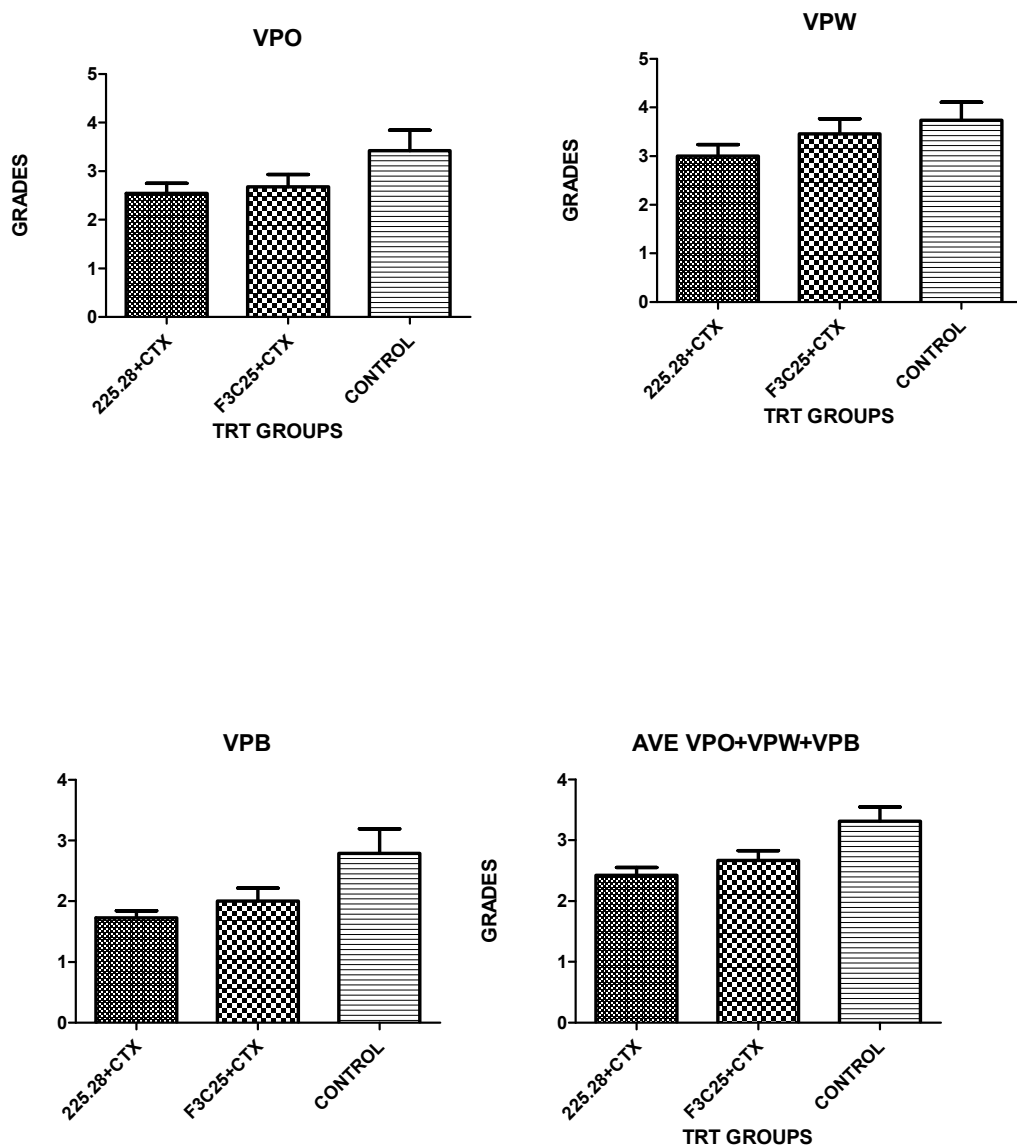 VPO
5
4
3
2
1
0
GRADES
225.28+CTX
F3C25+CTX
CONTROL
TRT GROUPS
VPW
5
4
3
2
1
0
GRADES
225.28+CTX
F3C25+CTX
CONTROL
TRT GROUPS
VPB
4
3
2
1
0
225.28+CTX
F3C25+CTX
CONTROL
AVE VPO+VPW+VPB
4
3
2
1
0
GRADES
225.28+CTX
F3C25+CTX
CONTROL
TRT GROUPS